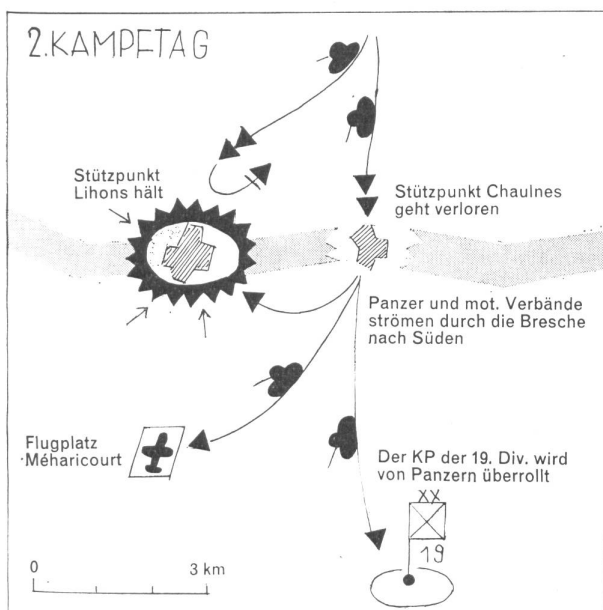 2.KAMPFTAG
Stützpunkt
Lihons hält
Stützpunkt Chaulnes
geht verloren
Panzer und mot. Verbände
strömen durch die Bresche
nach Süden
Flugplatz
Méharicourt
Der KP der 19. Div. wird
von Panzern überrollt
XX
19
0
3 km